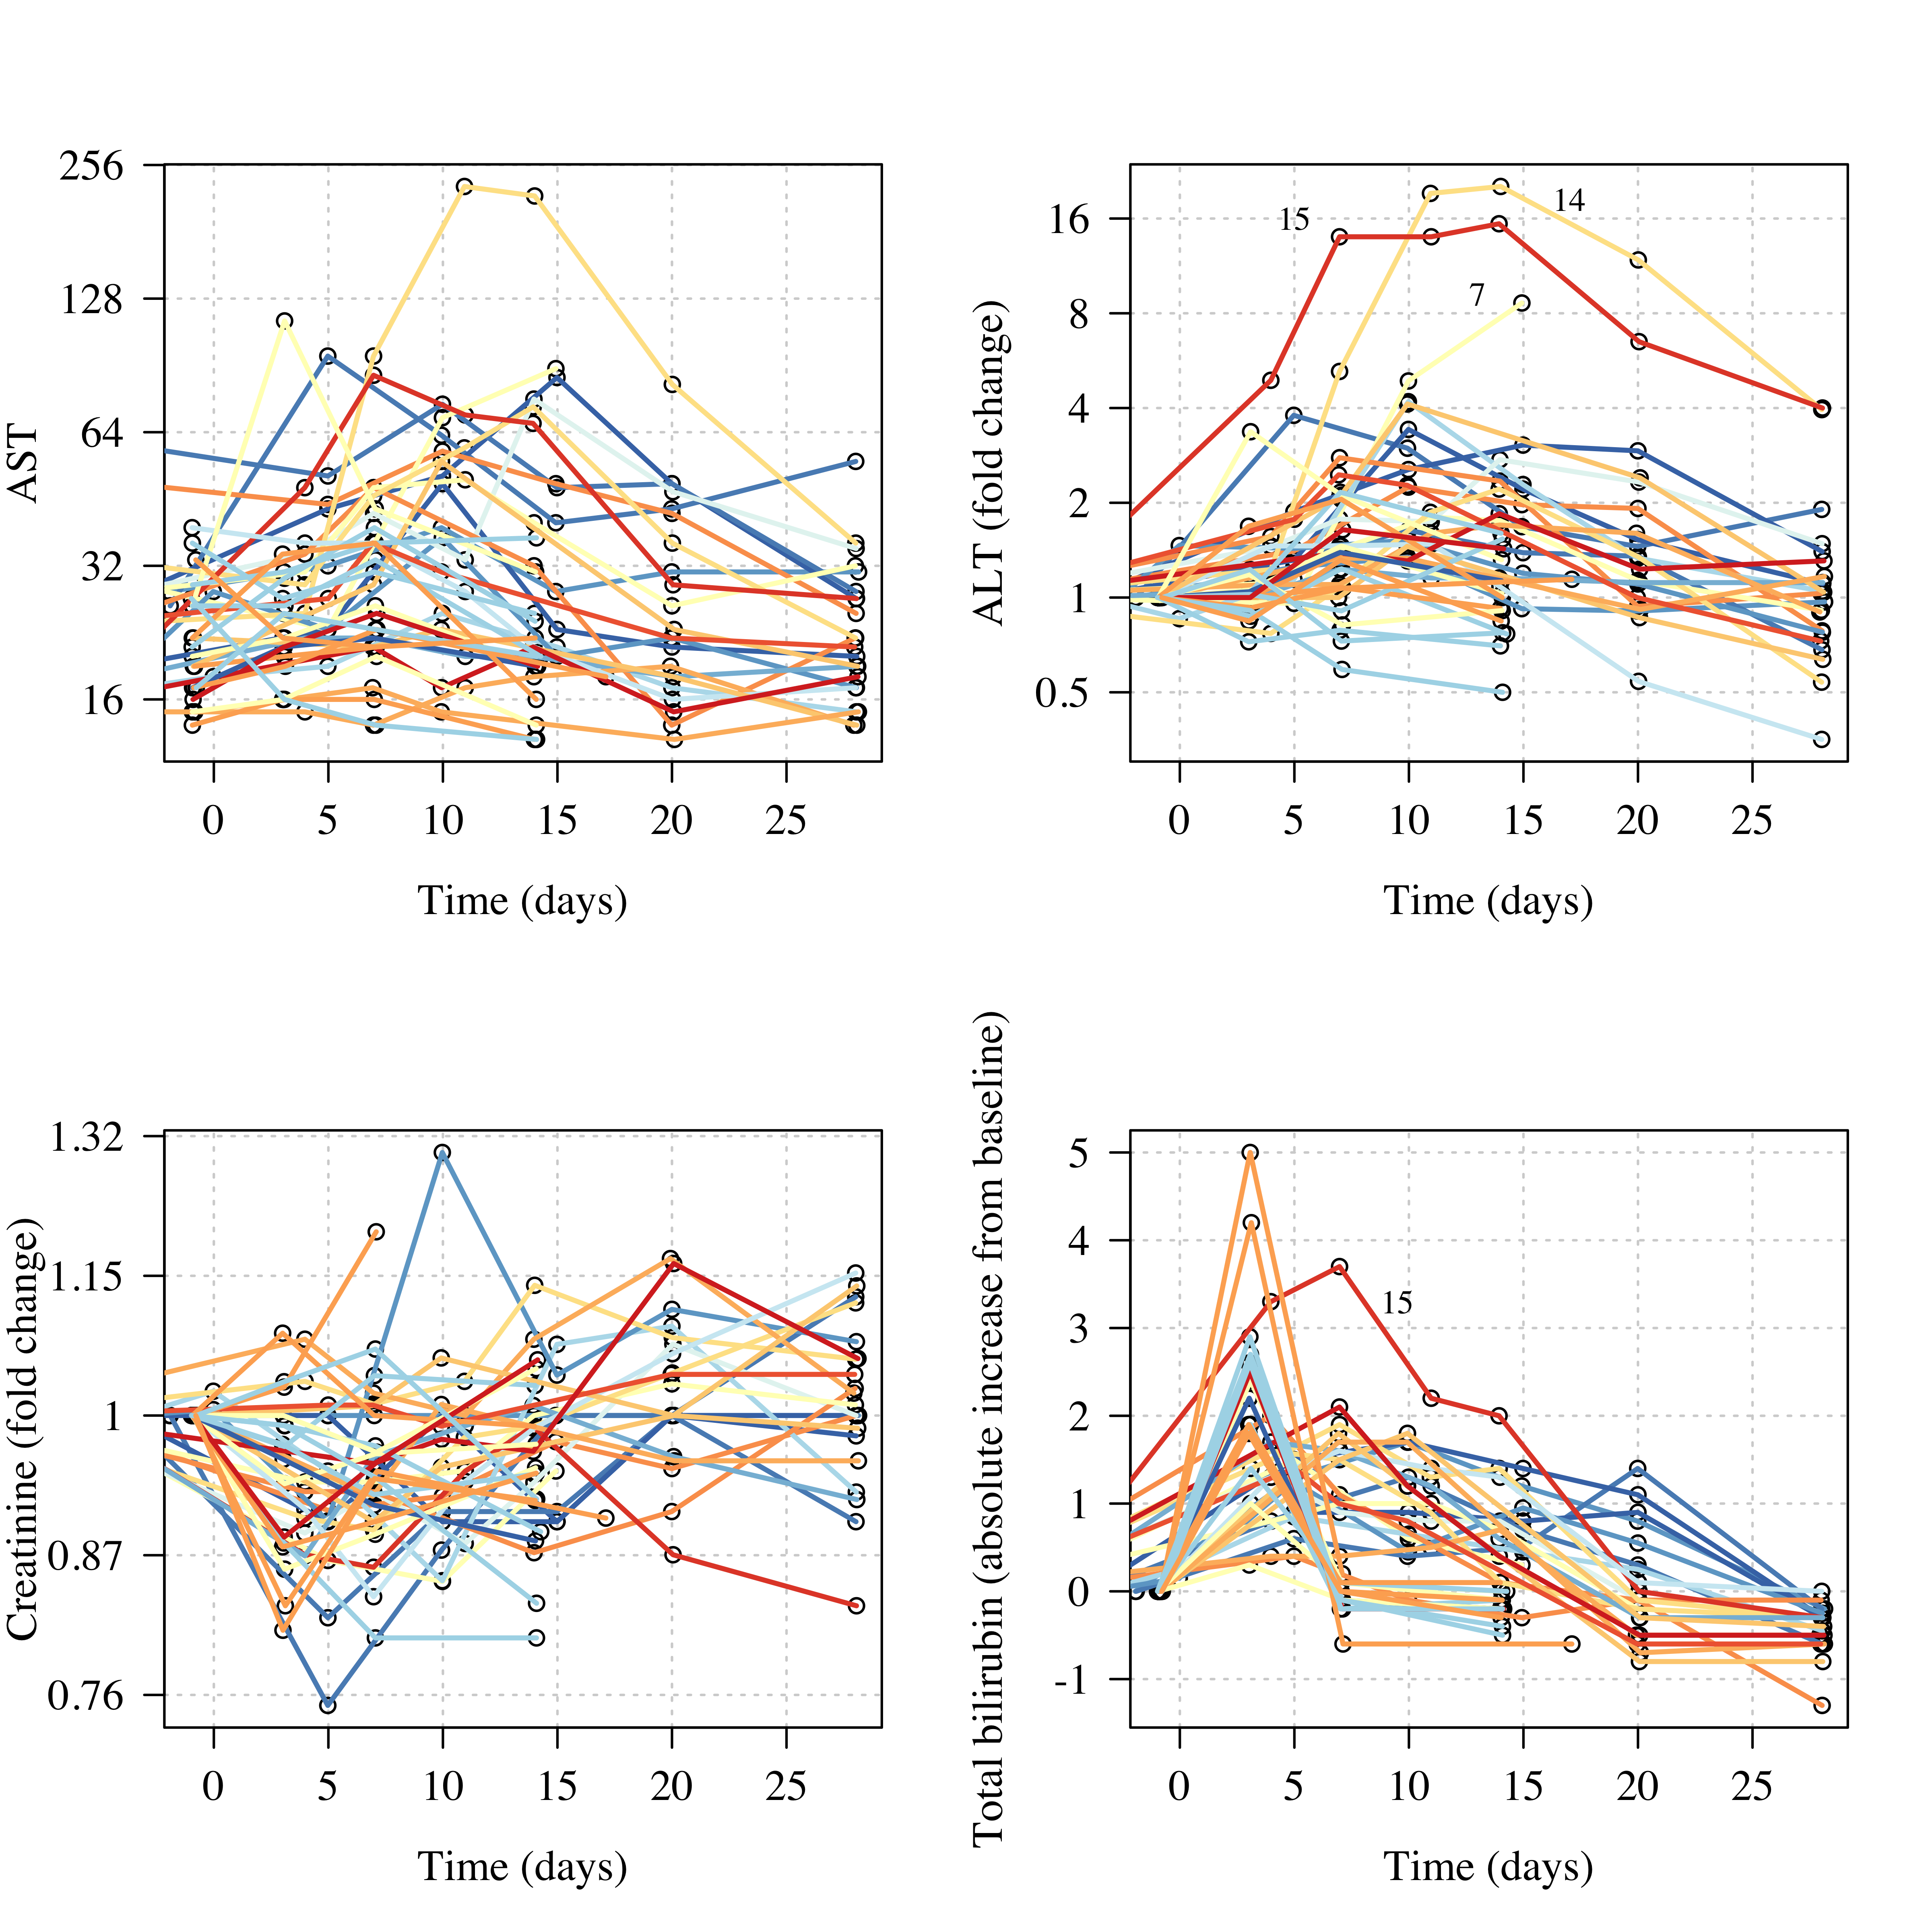 AST
256
128
64
32
16
0 5 10 15 20 25
Time (days)
ALT (fold change)
16
8
4
2
1
0.5
15
14
7
0 5 10 15 20 25
Time (days)
Creatinine (fold change)
1.32
1.15
1
0.87
0.76
0 5 10 15 20 25
Time (days)
Total bilirubin (absolute increase from baseline)
5
4
3
2
1
0
-1
15
0 5 10 15 20 25
Time (days)